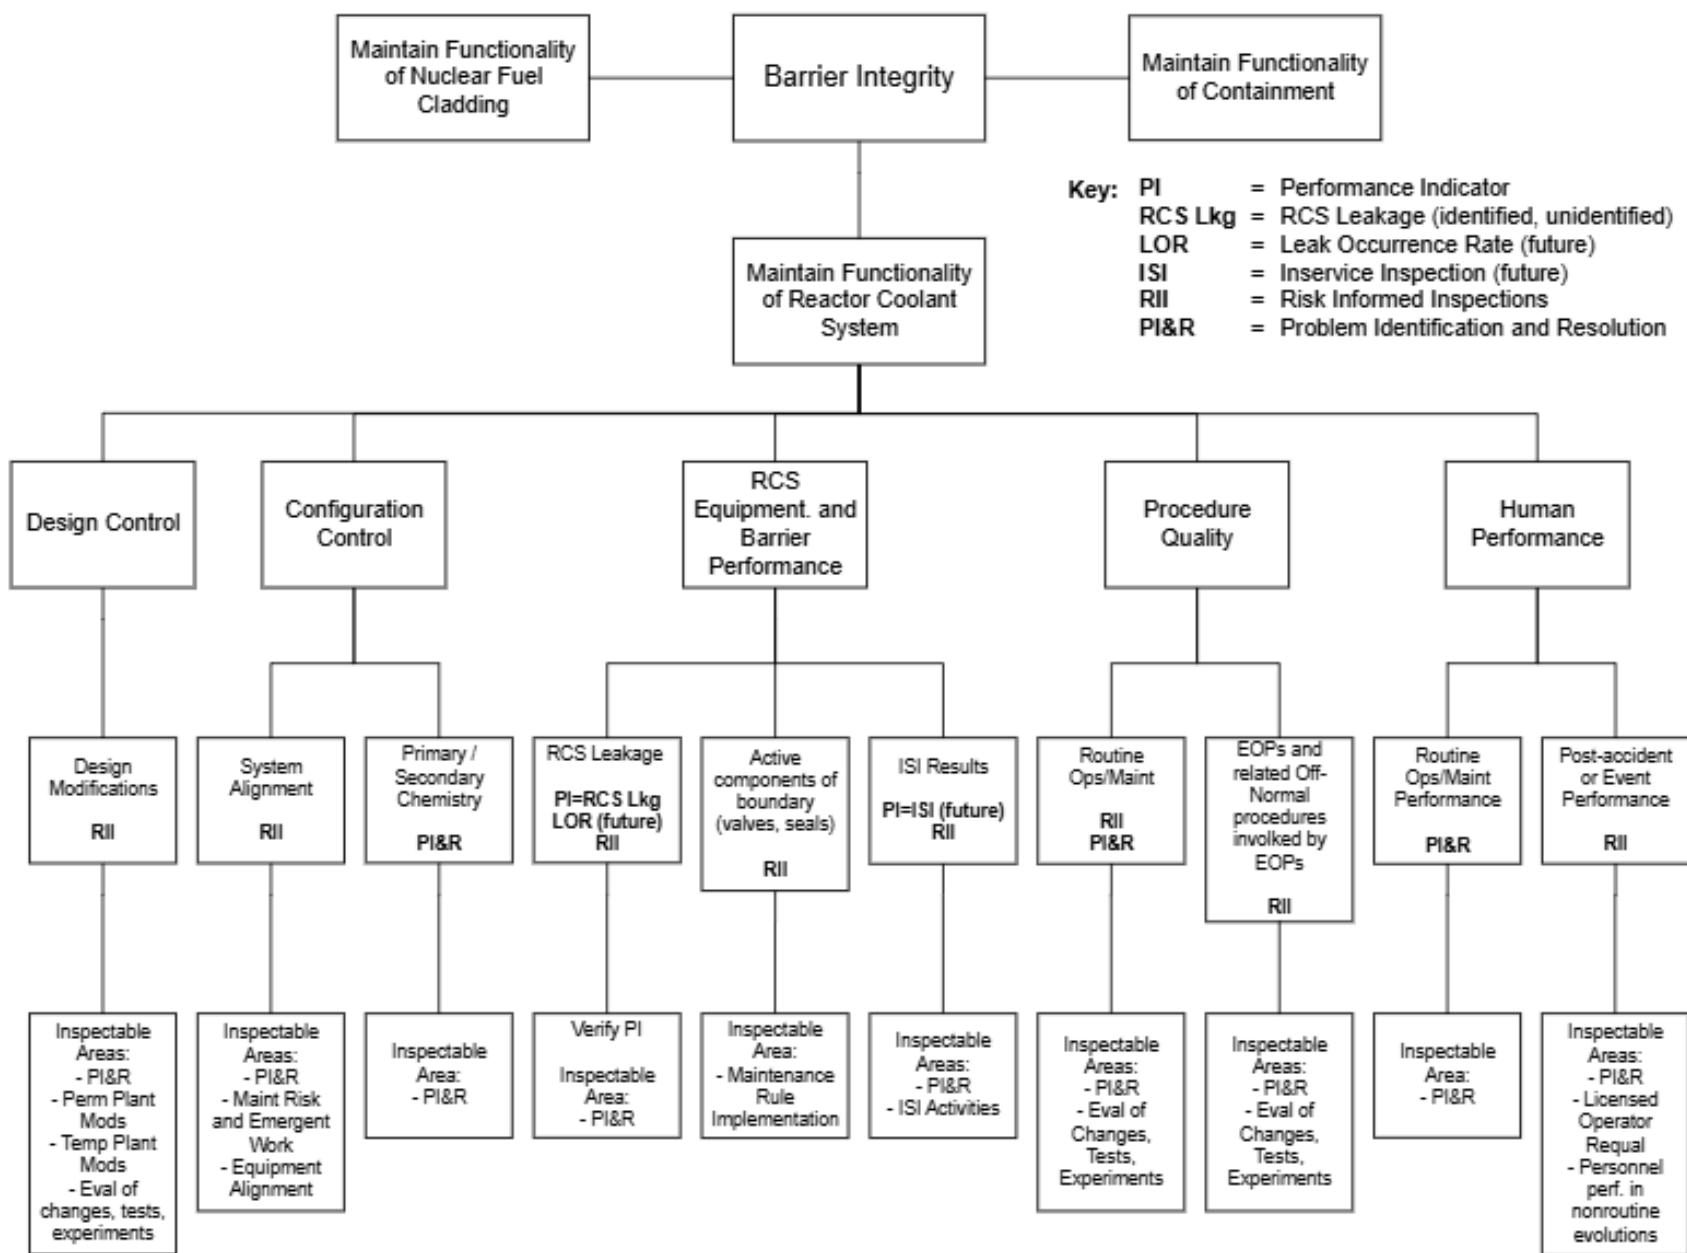 Maintain Functionality
of Nuclear Fuel
Cladding
Barrier Integrity
Maintain Functionality
of Containment
Key: PI = Performance Indicator
RCS Lkg = RCS Leakage (identified, unidentified)
LOR = Leak Occurrence Rate (future)
ISI = Inservice Inspection (future)
RII = Risk Informed Inspections
PI&R = Problem Identification and Resolution
Maintain Functionality
of Reactor Coolant
System
Design Control
Configuration
Control
RCS
Equipment. and
Barrier
Performance
Procedure
Quality
Human
Performance
Design
Modifications
RII
System
Alignment
RII
Primary /
Secondary
Chemistry
PI&R
RCS Leakage
PI=RCS Lkg
LOR (future)
RII
Active
components of
boundary
(valves, seals)
RII
ISI Results
PI=ISI (future)
RII
Routine
Ops/Maint
RII
PI&R
EOPs and
related Off-
Normal
procedures
involked by
EOPs
RII
Routine
Ops/Maint
Performance
PI&R
Post-accident
or Event
Performance
RII
Inspectable
Areas:
- PI&R
- Perm Plant
Mods
- Temp Plant
Mods
- Eval of
changes, tests,
experiments
Inspectable
Areas:
- PI&R
- Maint Risk
and Emergent
Work
- Equipment
Alignment
Inspectable
Area:
- PI&R
Verify PI
Inspectable
Area:
- PI&R
Inspectable
Area:
- Maintenance
Rule
Implementation
Inspectable
Areas:
- PI&R
- ISI Activities
Inspectable
Areas:
- PI&R
- Eval of
Changes,
Tests,
Experiments
Inspectable
Areas:
- PI&R
- Eval of
Changes,
Tests,
Experiments
Inspectable
Area:
- PI&R
Inspectable
Areas:
- PI&R
- Licensed
Operator
Requal
- Personnel
perf. in
nonroutine
evolutions